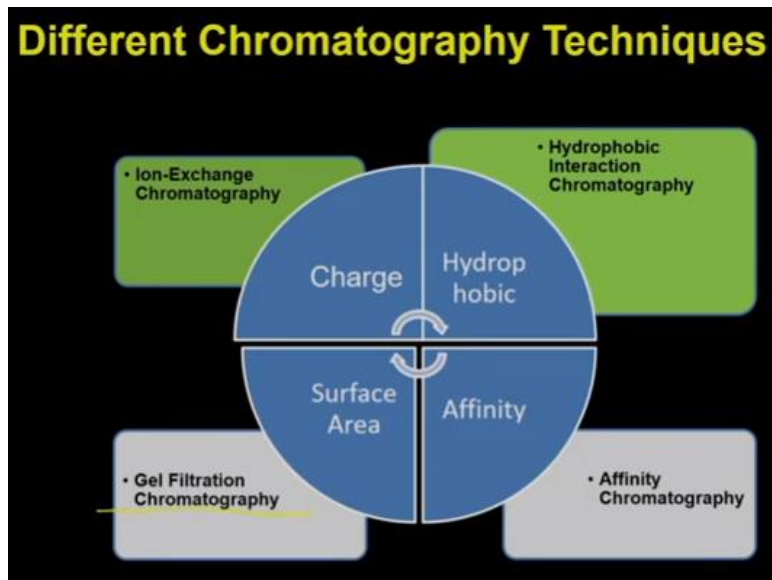 Different Chromatography Techniques
• Ion-Exchange
Chromatography
• Hydrophobic
Interaction
Chromatography
Charge
Hydrop
hobic
Surface
Area
Affinity
• Gel Filtration
Chromatography
• Affinity
Chromatography